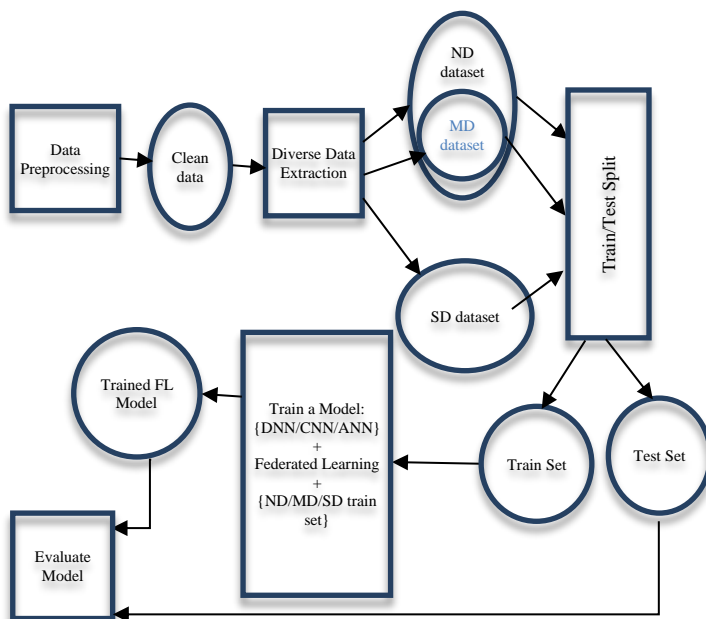 Data
Preprocessing
Clean
data
Diverse Data
Extraction
ND
dataset
MD
dataset
SD dataset
Train/Test Split
Train Set
Test Set
Train a Model:
{DNN/CNN/ANN}
+
Federated Learning
+
{ND/MD/SD train
set}
Trained FL
Model
Evaluate
Model